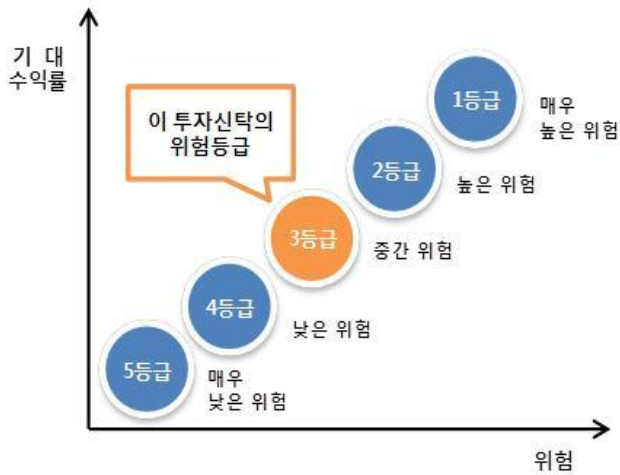 기 대
수익률
이 투자신탁의
위험등급
1등급
매우
높은 위험
2등급
높은 위험
3등급
중간 위험
4등급
낮은 위험
5등급
매우
낮은 위험
위험